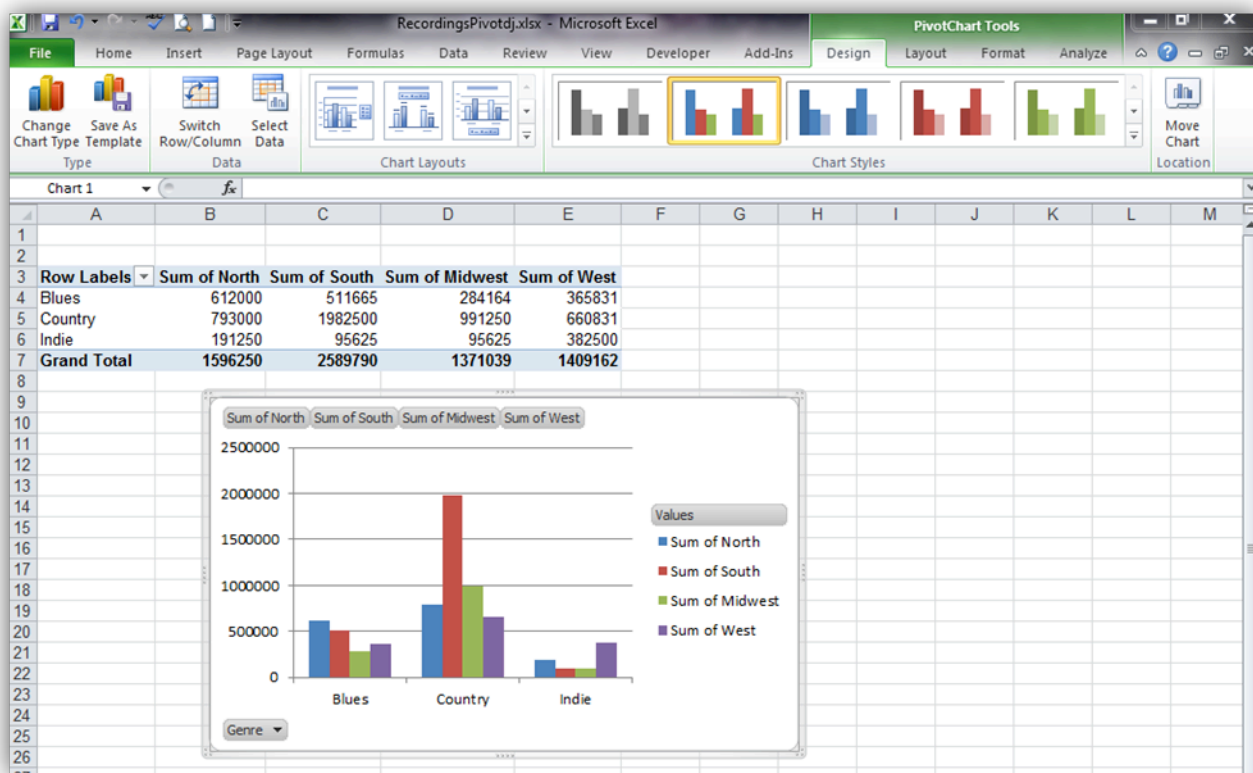 RecordingsPivotdj.xlsx - Microsoft Excel PivotChart Tools
File Home Insert Page Layout Formulas Data Review View Developer Add-Ins Design Layout Format Analyze
Change Save As Switch Select Move
Chart Type Template Row/Column Data Chart
Type Data Chart Layouts Chart Styles Location
Chart 1 fx
A B C D E F G H I J K L M
1
2
3 Row Labels Sum of North Sum of South Sum of Midwest Sum of West
4 Blues 612000 511665 284164 365831
5 Country 793000 1982500 991250 660831
6 Indie 191250 95625 95625 382500
7 Grand Total 1596250 2589790 1371039 1409162
8
9
10 Sum of North Sum of South Sum of Midwest Sum of West
11 2500000
12
13 2000000
14 Values
15 1500000 Sum of North
16
17 Sum of South
18 1000000 Sum of Midwest
19
20 500000 Sum of West
21
22 0
23 Blues Country Indie
24
25 Genre
26